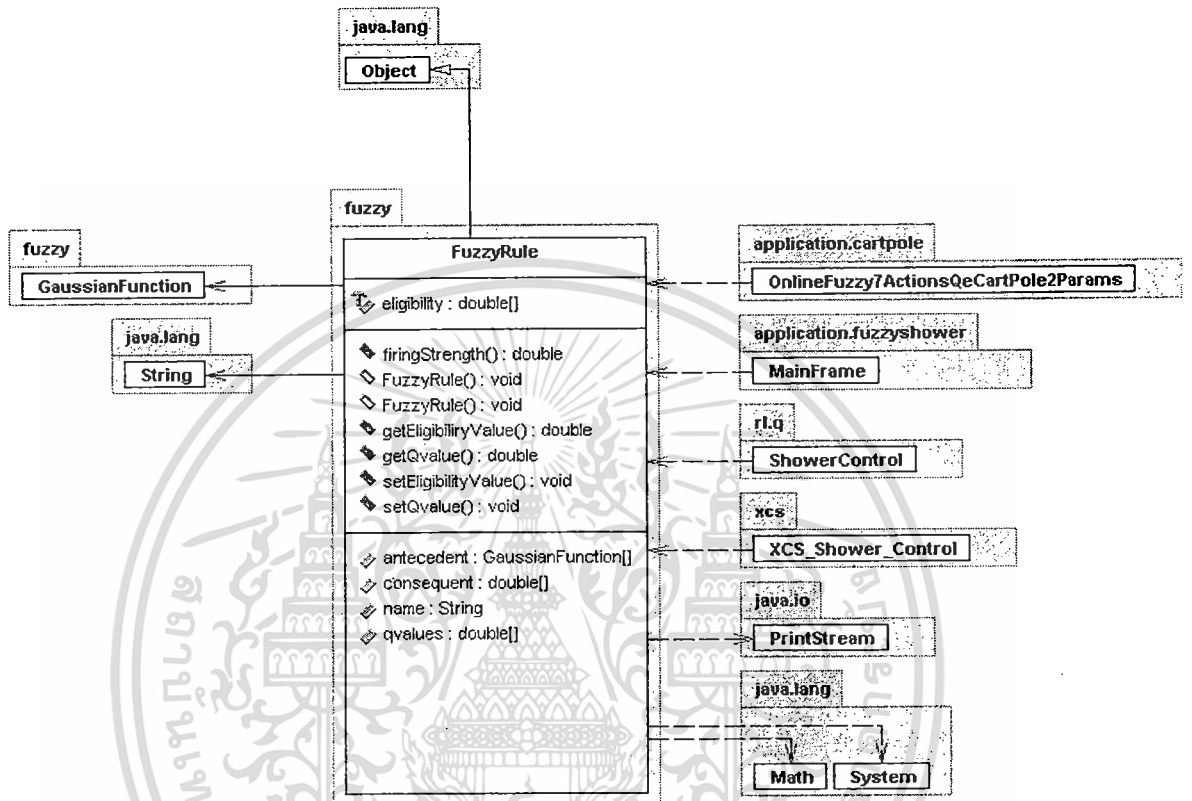 java.lang
Object
fuzzy
FuzzyRule
eligibility : double[]
firingStrength() : double
FuzzyRule() : void
FuzzyRule() : void
getEligibiliryValue() : double
getQvalue() : double
setEligibilityValue() : void
setQvalue() : void
antecedent : GaussianFunction[]
consequent : double[]
name : String
qvalues : double[]
fuzzy
GaussianFunction
java.lang
String
application.cartpole
OnlineFuzzy7ActionsQeCartPole2Params
application.fuzzyshower
MainFrame
rl.q
ShowerControl
xcs
XCS_Shower_Control
java.io
PrintStream
java.lang
Math
System